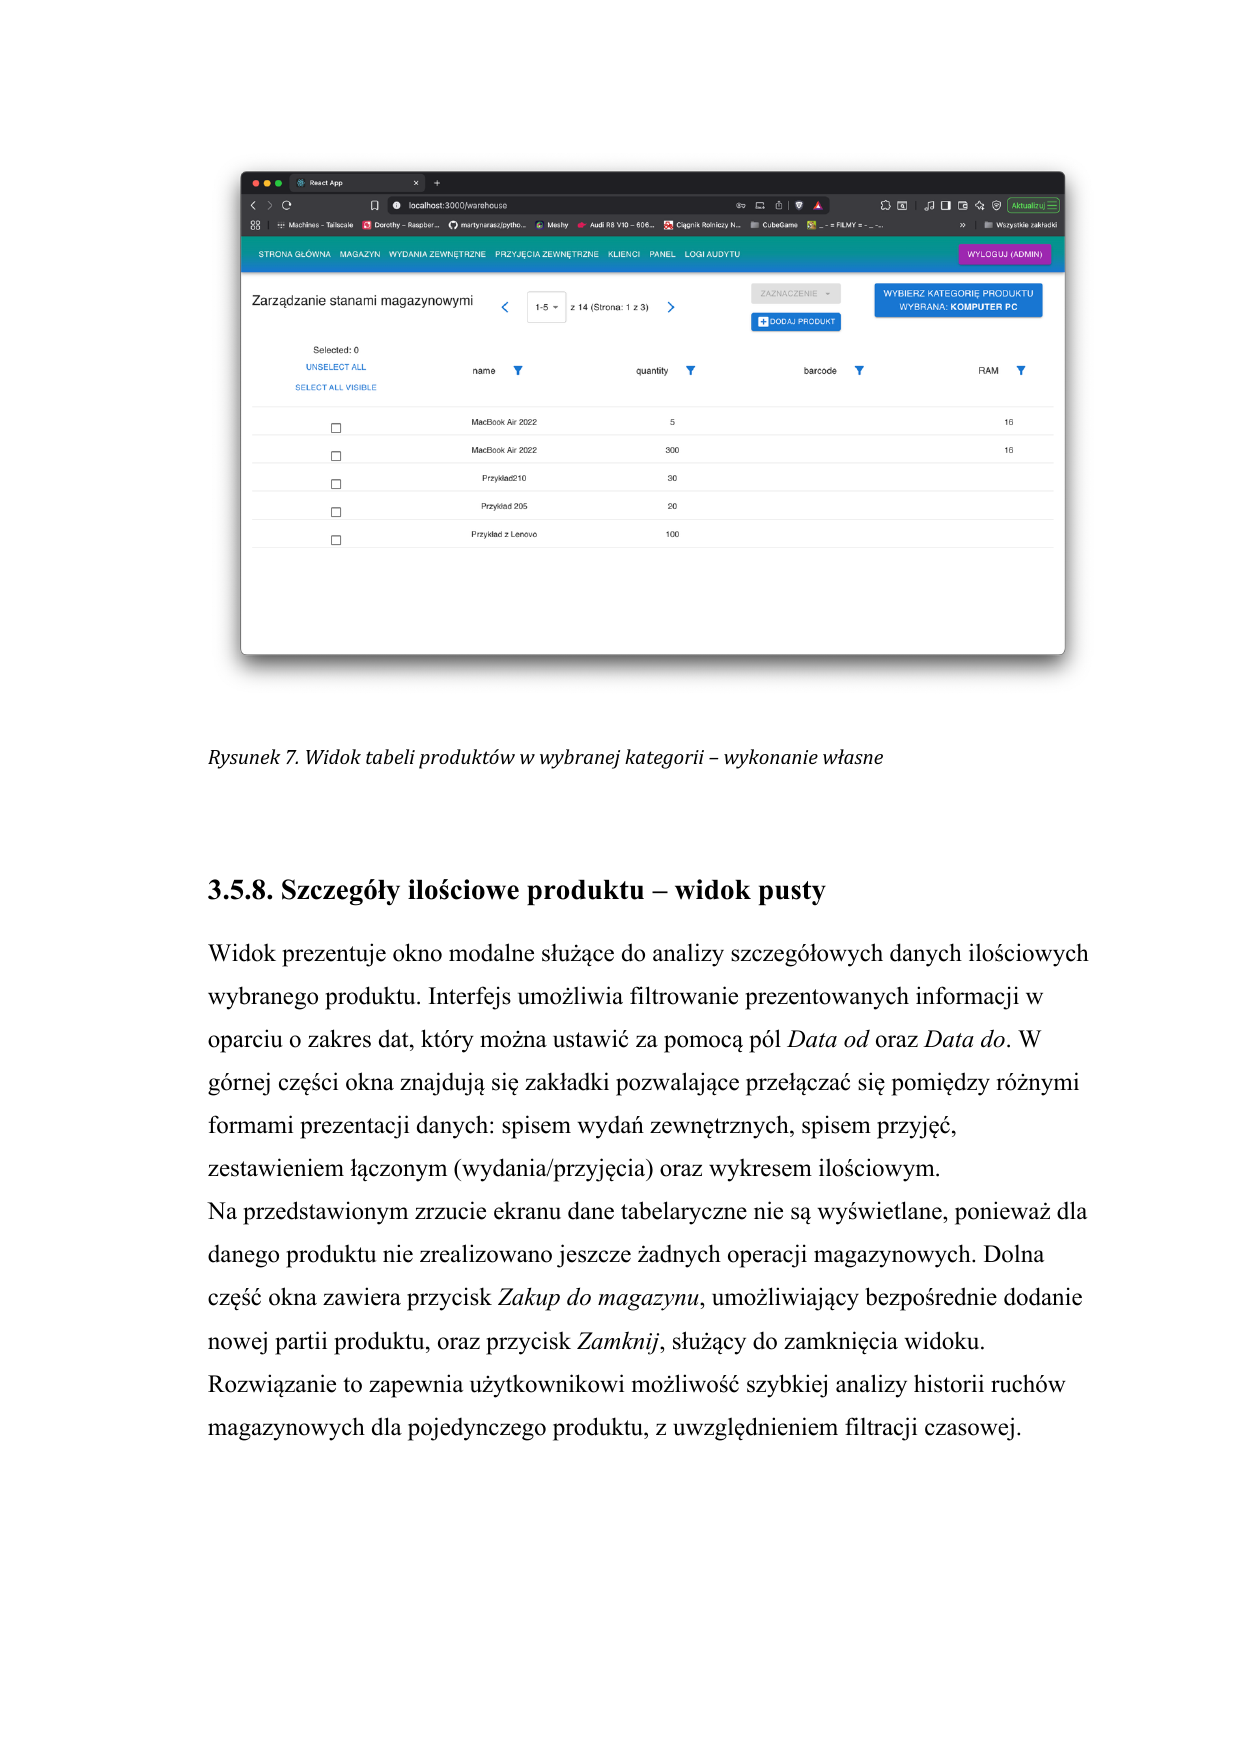 React App
localhost:3000/warehouse
Aktualizuj
Machines – Tailscale
Dorothy – Raspber...
martynarasz/pytho...
Meshy
Audi R8 V10 – 606...
Ciągnik Rolniczy N...
CubeGame
_ - = FILMY = - _ -...
Wszystkie zakładki
STRONA GŁÓWNA MAGAZYN WYDANIA ZEWNĘTRZNE PRZYJĘCIA ZEWNĘTRZNE KLIENCI PANEL LOGI AUDYTU
WYLOGUJ (ADMIN)
Zarządzanie stanami magazynowymi
1-5 z 14 (Strona: 1 z 3)
ZAZNACZENIE
DODAJ PRODUKT
WYBIERZ KATEGORIĘ PRODUKTU
WYBRANA: KOMPUTER PC
Selected: 0
UNSELECT ALL
SELECT ALL VISIBLE
name quantity barcode RAM
MacBook Air 2022 5 16
MacBook Air 2022 300 16
Przykład210 30
Przykład 205 20
Przykład z Lenovo 100
Rysunek 7. Widok tabeli produktów w wybranej kategorii – wykonanie własne
3.5.8. Szczegóły ilościowe produktu – widok pusty
Widok prezentuje okno modalne służące do analizy szczegółowych danych ilościowych
wybranego produktu. Interfejs umożliwia filtrowanie prezentowanych informacji w
oparciu o zakres dat, który można ustawić za pomocą pól Data od oraz Data do. W
górnej części okna znajdują się zakładki pozwalające przełączać się pomiędzy różnymi
formami prezentacji danych: spisem wydań zewnętrznych, spisem przyjęć,
zestawieniem łączonym (wydania/przyjęcia) oraz wykresem ilościowym.
Na przedstawionym zrzucie ekranu dane tabelaryczne nie są wyświetlane, ponieważ dla
danego produktu nie zrealizowano jeszcze żadnych operacji magazynowych. Dolna
część okna zawiera przycisk Zakup do magazynu, umożliwiający bezpośrednie dodanie
nowej partii produktu, oraz przycisk Zamknij, służący do zamknięcia widoku.
Rozwiązanie to zapewnia użytkownikowi możliwość szybkiej analizy historii ruchów
magazynowych dla pojedynczego produktu, z uwzględnieniem filtracji czasowej.